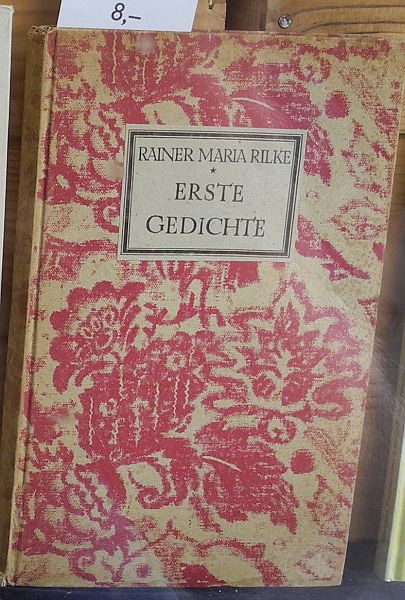 8,–
RAINER MARIA RILKE
*
ERSTE
GEDICHTE